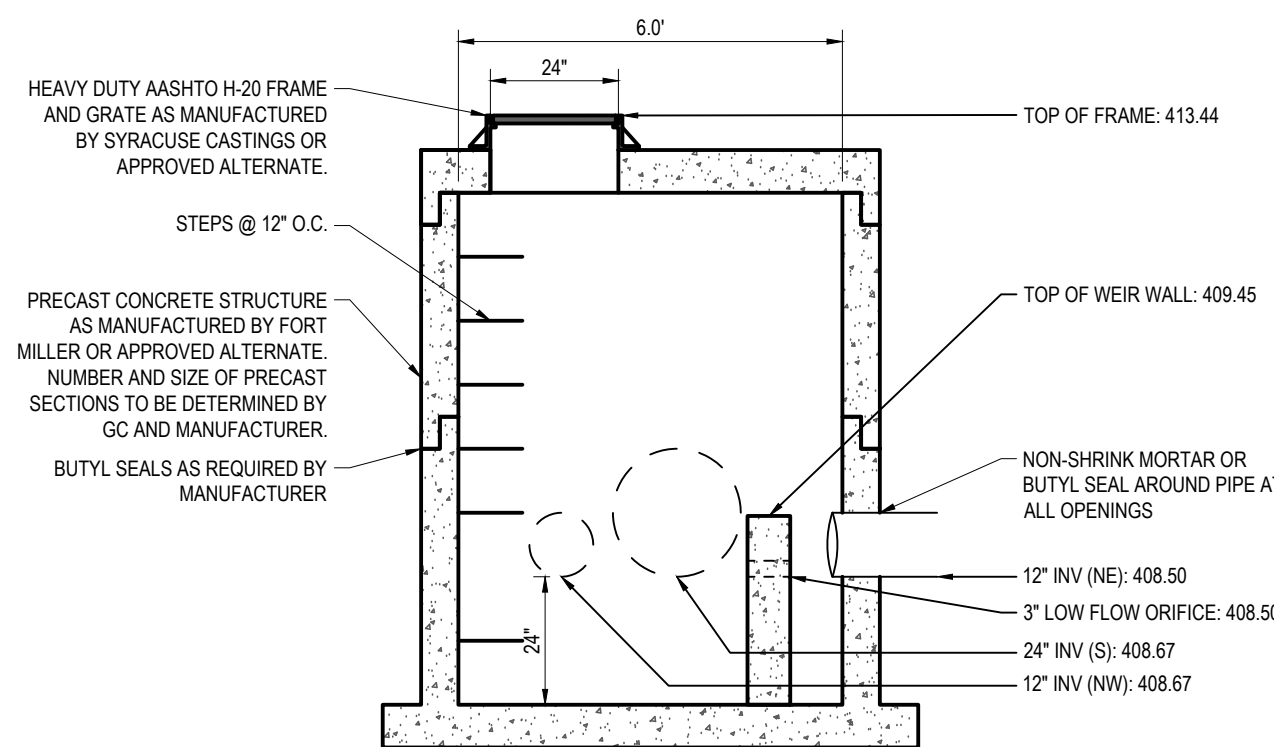 6.0'
24"
HEAVY DUTY AASHTO H-20 FRAME
AND GRATE AS MANUFACTURED
BY SYRACUSE CASTINGS OR
APPROVED ALTERNATE.
STEPS @ 12" O.C.
PRECAST CONCRETE STRUCTURE
AS MANUFACTURED BY FORT
MILLER OR APPROVED ALTERNATE.
NUMBER AND SIZE OF PRECAST
SECTIONS TO BE DETERMINED BY
GC AND MANUFACTURER.
BUTYL SEALS AS REQUIRED BY
MANUFACTURER
24"
TOP OF FRAME: 413.44
TOP OF WEIR WALL: 409.45
NON-SHRINK MORTAR OR
BUTYL SEAL AROUND PIPE AT
ALL OPENINGS
12" INV (NE): 408.50
3" LOW FLOW ORIFICE: 408.50
24" INV (S): 408.67
12" INV (NW): 408.67